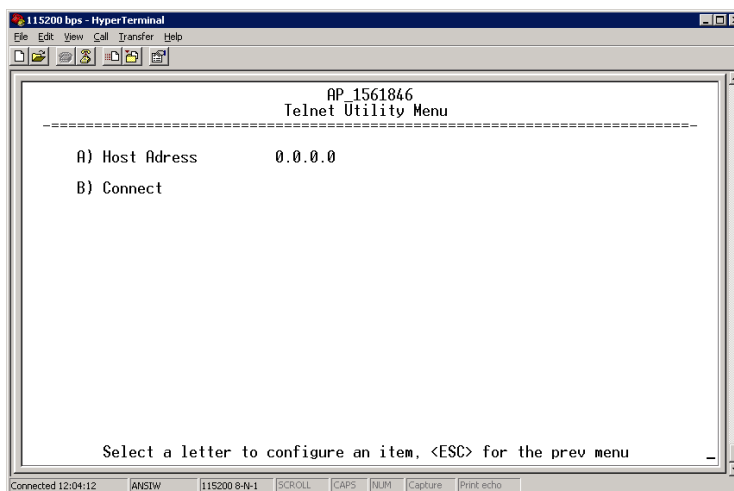 115200 bps - HyperTerminal
File Edit View Call Transfer Help
AP_1561846
Telnet Utility Menu
-==========================================================================-
A) Host Adress 0.0.0.0
B) Connect
Select a letter to configure an item, <ESC> for the prev menu _
Connected 12:04:12 ANSIW 115200 8-N-1 SCROLL CAPS NUM Capture Print echo